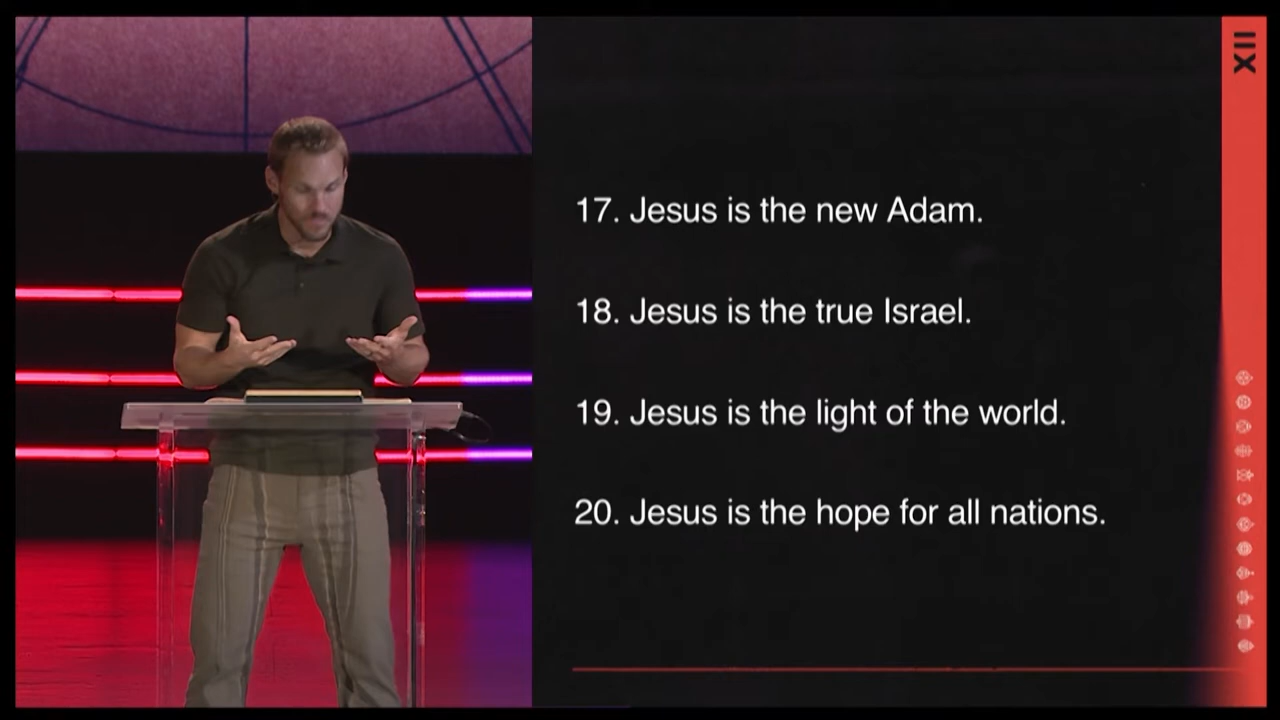 XII
17. Jesus is the new Adam.
18. Jesus is the true Israel.
19. Jesus is the light of the world.
20. Jesus is the hope for all nations.